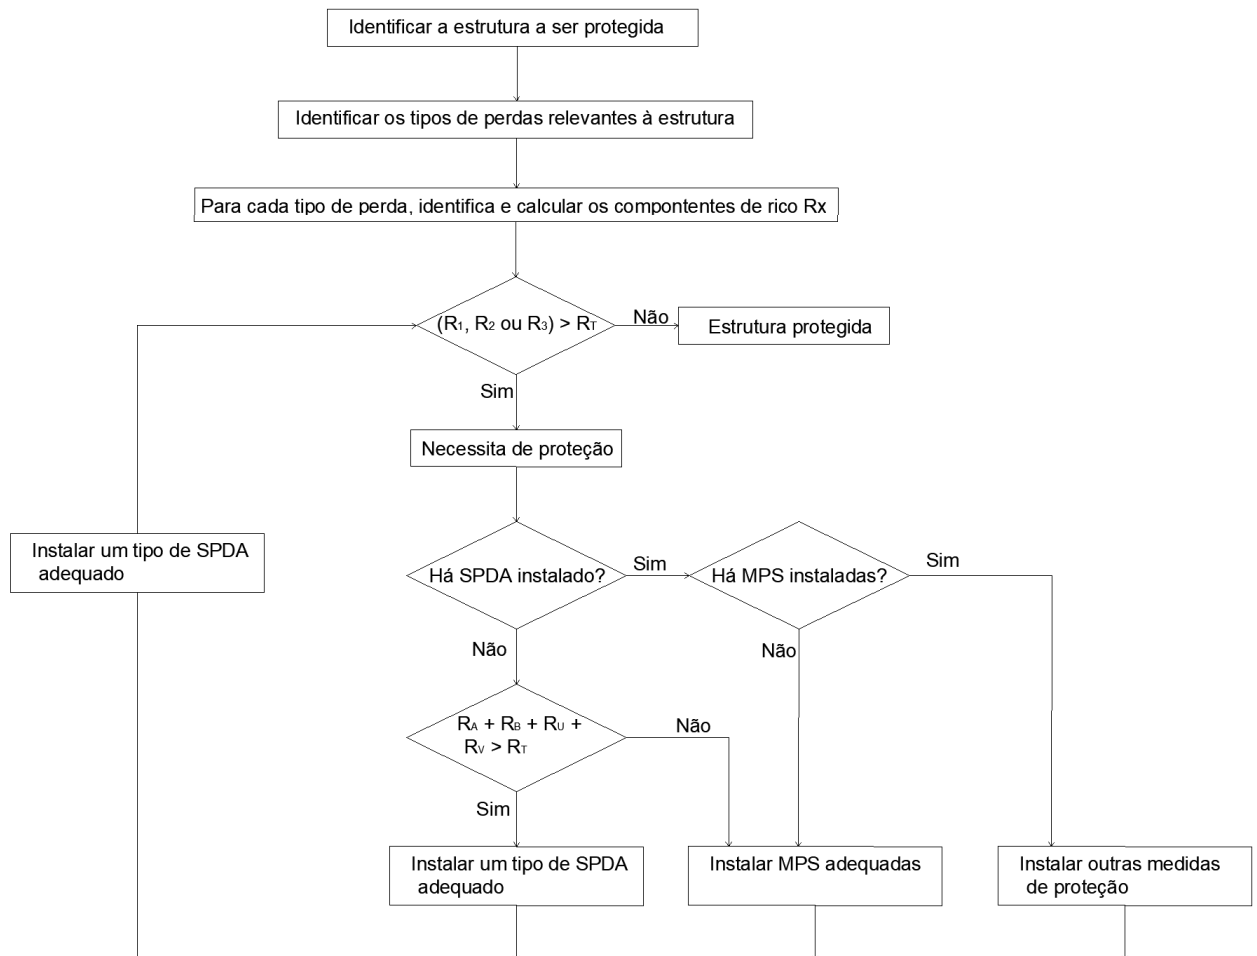 Identificar a estrutura a ser protegida
Identificar os tipos de perdas relevantes à estrutura
Para cada tipo de perda, identifica e calcular os compontentes de rico Rx
(R1, R2 ou R3) > RT
Não
Estrutura protegida
Sim
Necessita de proteção
Instalar um tipo de SPDA
adequado
Há SPDA instalado?
Sim
Há MPS instaladas?
Sim
Não
Não
RA + RB + RU +
RV > RT
Não
Sim
Instalar um tipo de SPDA
adequado
Instalar MPS adequadas
Instalar outras medidas
de proteção